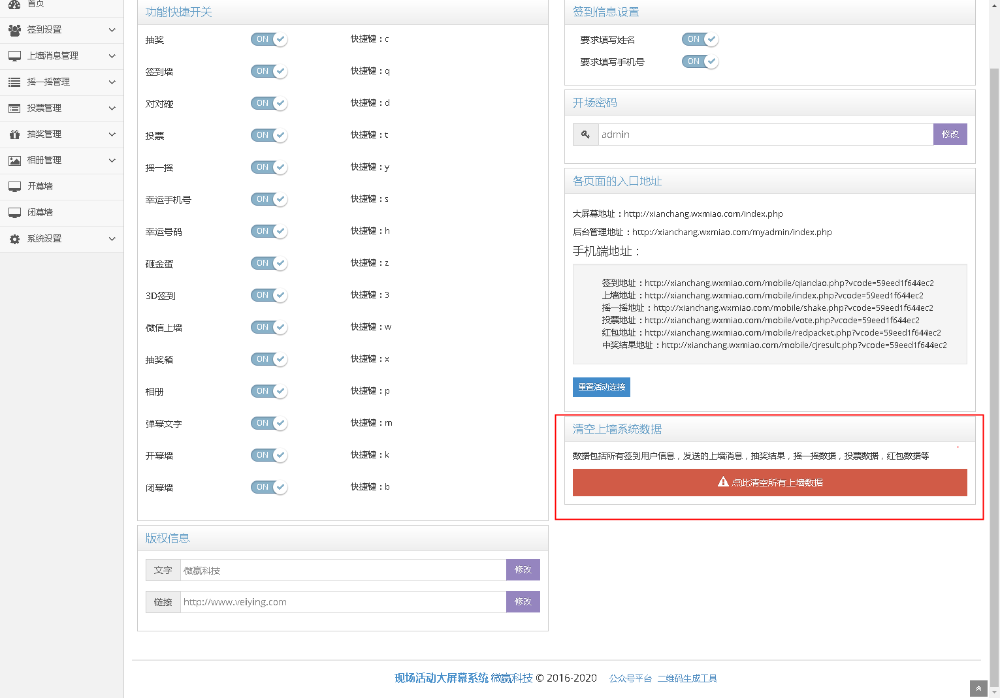 首页
签到设置
上墙消息管理
摇一摇管理
投票管理
抽奖管理
相册管理
开幕墙
闭幕墙
系统设置
功能快捷开关
抽奖 ON 快捷键：c
签到墙 ON 快捷键：q
对对碰 ON 快捷键：d
投票 ON 快捷键：t
摇一摇 ON 快捷键：y
幸运手机号 ON 快捷键：s
幸运号码 ON 快捷键：h
砸金蛋 ON 快捷键：z
3D签到 ON 快捷键：3
微信上墙 ON 快捷键：w
抽奖箱 ON 快捷键：x
相册 ON 快捷键：p
弹幕文字 ON 快捷键：m
开幕墙 ON 快捷键：k
闭幕墙 ON 快捷键：b
版权信息
文字 微赢科技 修改
链接 http://www.veiying.com 修改
签到信息设置
要求填写姓名 ON
要求填写手机号 ON
开场密码
admin 修改
各页面的入口地址
大屏幕地址：http://xianchang.wxmiao.com/index.php
后台管理地址：http://xianchang.wxmiao.com/myadmin/index.php
手机端地址：
签到地址：http://xianchang.wxmiao.com/mobile/qiandao.php?vcode=59eed1f644ec2
上墙地址：http://xianchang.wxmiao.com/mobile/index.php?vcode=59eed1f644ec2
摇一摇地址：http://xianchang.wxmiao.com/mobile/shake.php?vcode=59eed1f644ec2
投票地址：http://xianchang.wxmiao.com/mobile/vote.php?vcode=59eed1f644ec2
红包地址：http://xianchang.wxmiao.com/mobile/redpacket.php?vcode=59eed1f644ec2
中奖结果地址：http://xianchang.wxmiao.com/mobile/cjresult.php?vcode=59eed1f644ec2
重置活动连接
清空上墙系统数据
数据包括所有签到用户信息，发送的上墙消息，抽奖结果，摇一摇数据，投票数据，红包数据等
点此清空所有上墙数据
现场活动大屏幕系统 微赢科技 © 2016-2020 公众号平台 二维码生成工具